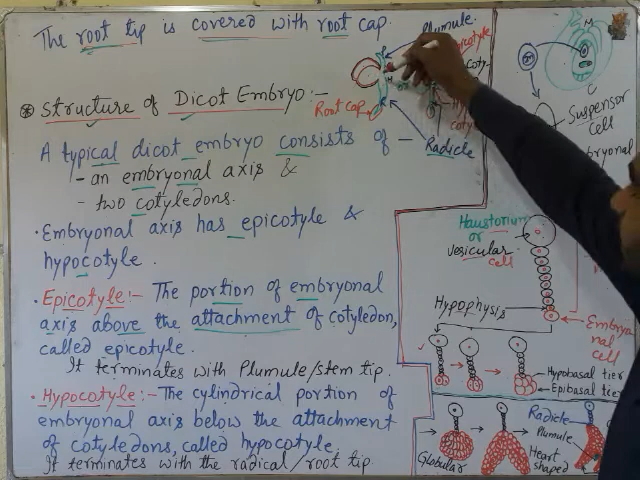 The root tip is covered with root cap.
* Structure of Dicot Embryo:-
A typical dicot embryo consists of -
- an embryonal axis &
- two cotyledons.
· Embryonal axis has epicotyle &
hypocotyle.
· Epicotyle:- The portion of embryonal
axis above the attachment of cotyledon,
called epicotyle.
It terminates with Plumule/stem tip.
· Hypocotyle:- The cylindrical portion of
embryonal axis below the attachment
of cotyledons, called hypocotyle.
It terminates with the radical/root tip
Plumule.
Root cap
Radicle
M
C
Suspensor
cell
Haustorium
or
vesicular cell
Hypophysis
Embryo
nal
cell
Hypobasal tier
Epibasal tier
Globular
Radicle
Plumule
Heart
shaped